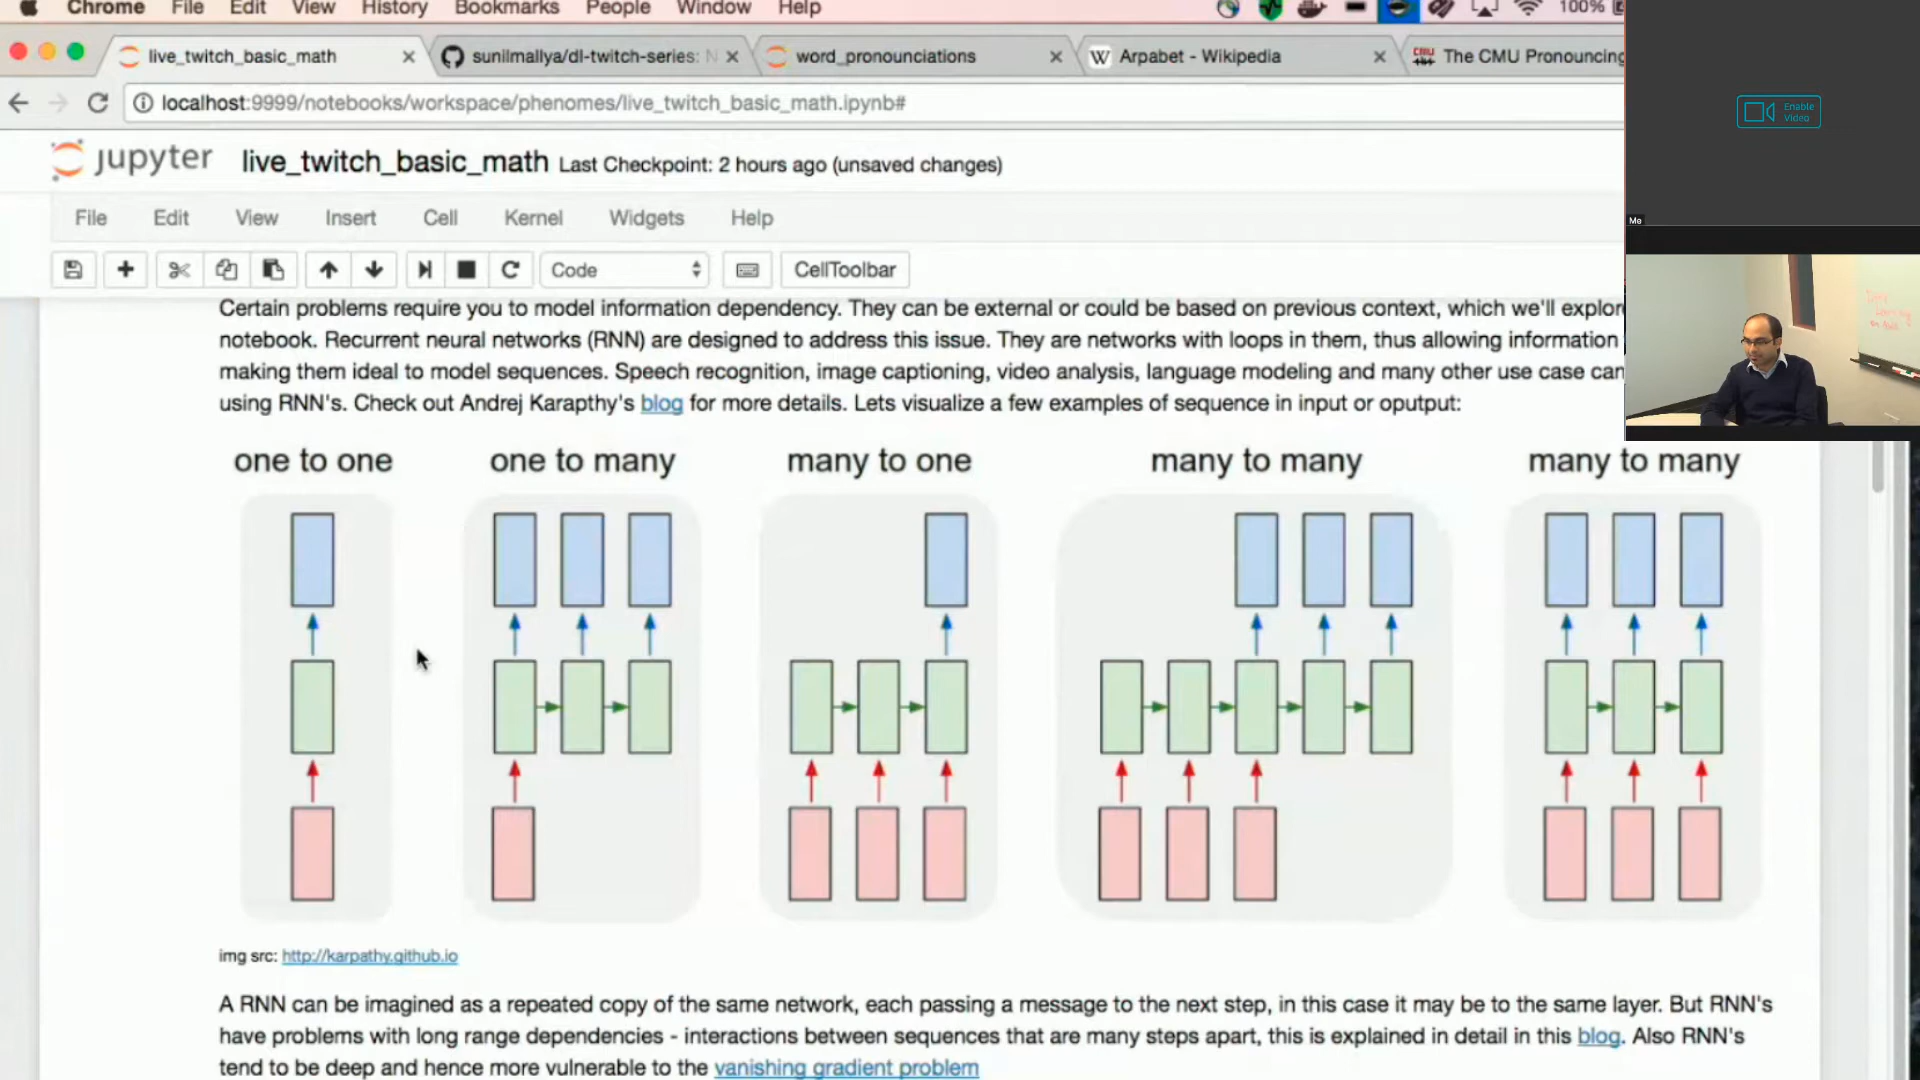 Chrome File Edit View History Bookmarks People Window Help 100%
live_twitch_basic_math sunilmallya/dl-twitch-series: N word_pronounciations Arpabet - Wikipedia The CMU Pronouncing
localhost:9999/notebooks/workspace/phenomes/live_twitch_basic_math.ipynb#
Enable
Video
jupyter live_twitch_basic_math Last Checkpoint: 2 hours ago (unsaved changes)
Me
File Edit View Insert Cell Kernel Widgets Help
Code CellToolbar
Certain problems require you to model information dependency. They can be external or could be based on previous context, which we'll explore
notebook. Recurrent neural networks (RNN) are designed to address this issue. They are networks with loops in them, thus allowing information
making them ideal to model sequences. Speech recognition, image captioning, video analysis, language modeling and many other use case can
using RNN's. Check out Andrej Karapthy's blog for more details. Lets visualize a few examples of sequence in input or oputput:
one to one one to many many to one many to many many to many
img src: http://karpathy.github.io
A RNN can be imagined as a repeated copy of the same network, each passing a message to the next step, in this case it may be to the same layer. But RNN's
have problems with long range dependencies - interactions between sequences that are many steps apart, this is explained in detail in this blog. Also RNN's
tend to be deep and hence more vulnerable to the vanishing gradient problem